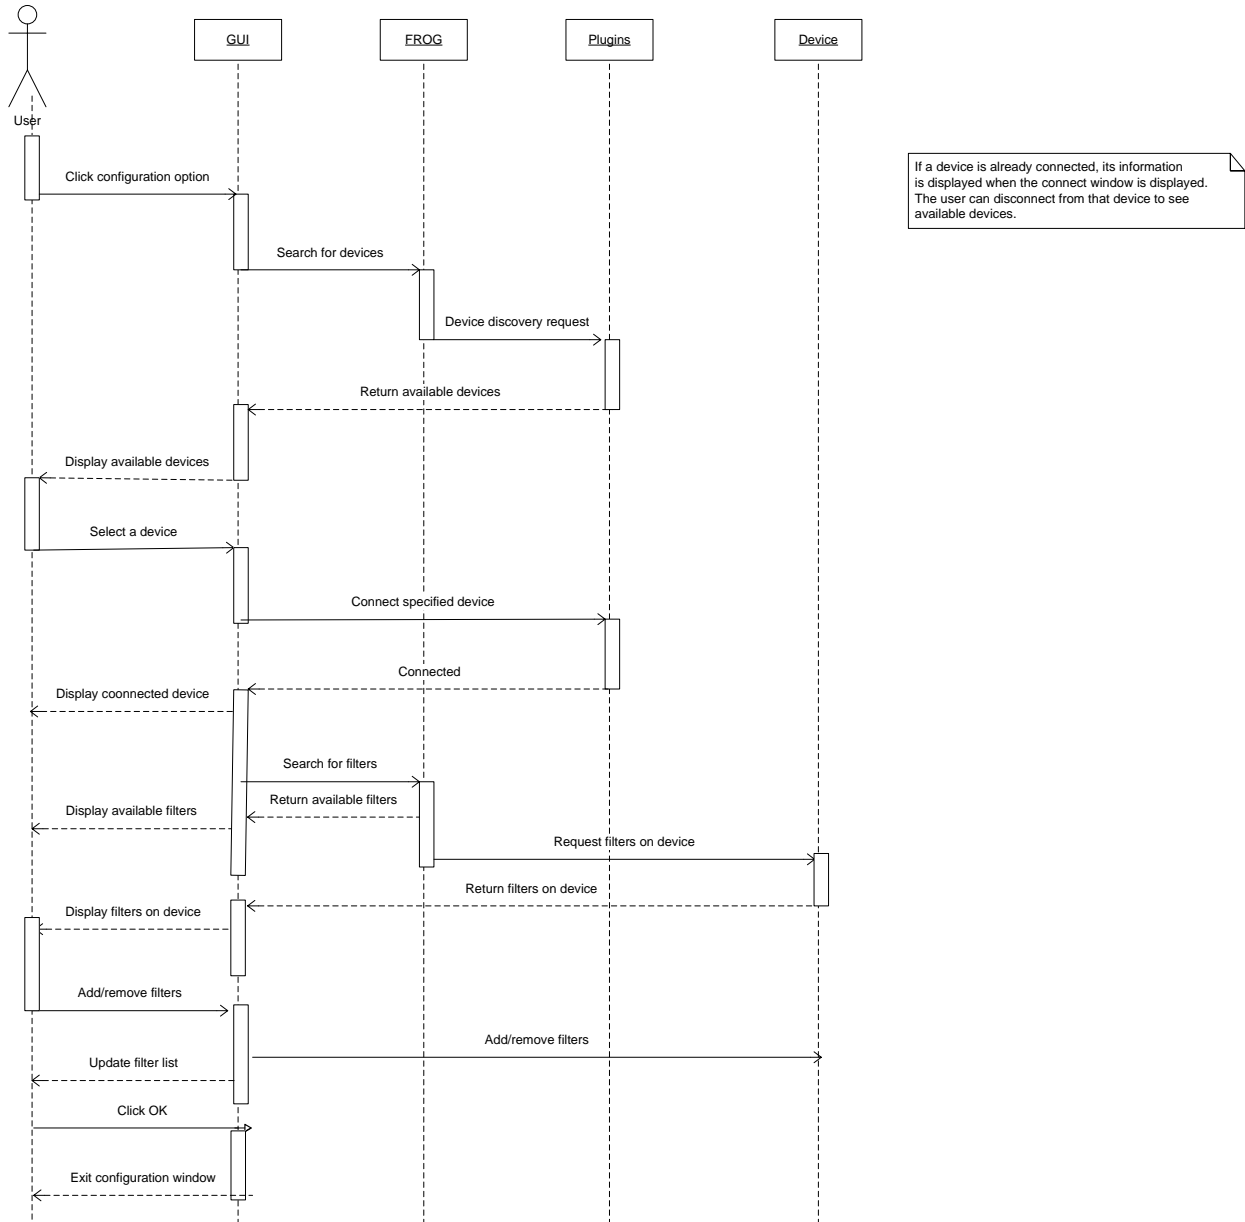 GUI
FROG
Plugins
Device
User
If a device is already connected, its information
is displayed when the connect window is displayed.
The user can disconnect from that device to see
available devices.
Click configuration option
Search for devices
Device discovery request
Return available devices
Display available devices
Select a device
Connect specified device
Connected
Display coonnected device
Search for filters
Return available filters
Display available filters
Request filters on device
Return filters on device
Display filters on device
Add/remove filters
Add/remove filters
Update filter list
Click OK
Exit configuration window